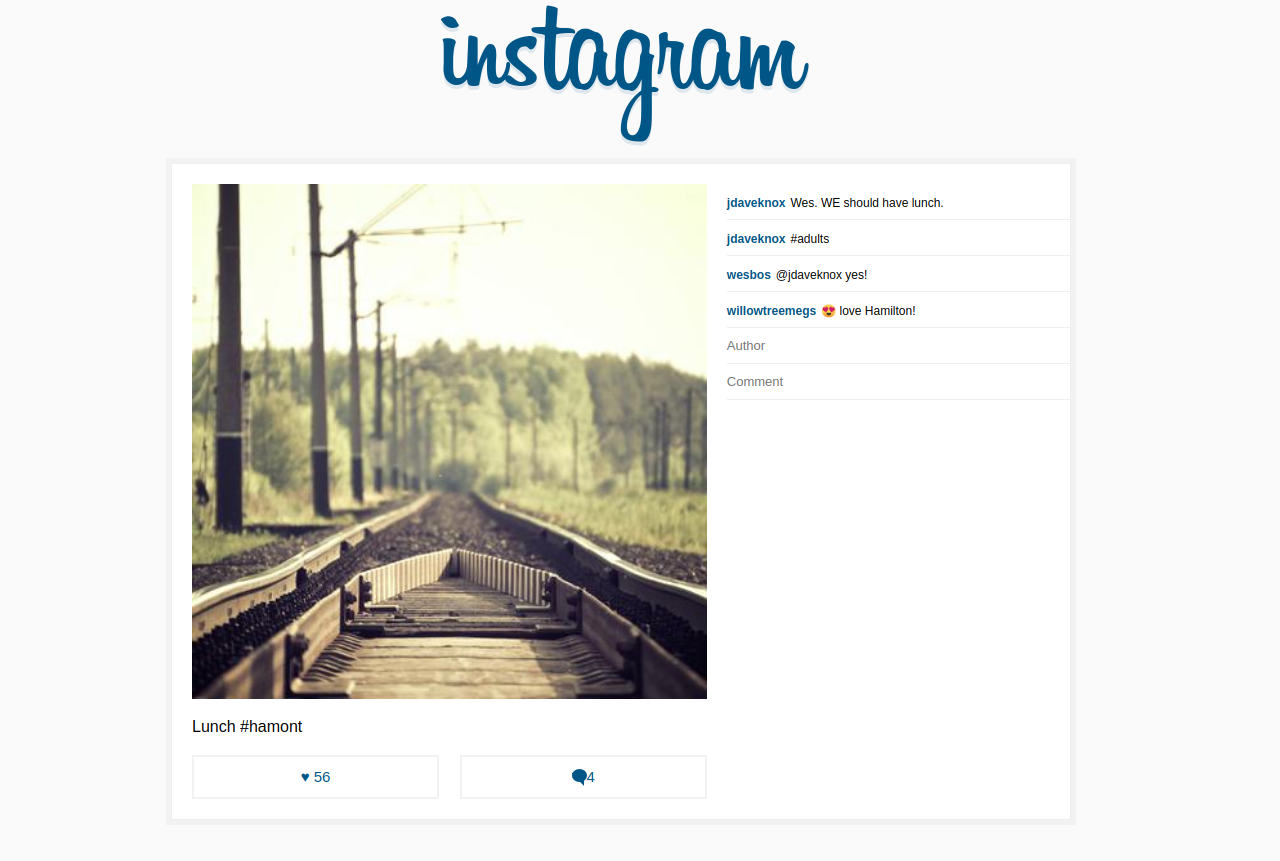 instagram
jdaveknox Wes. WE should have lunch.
jdaveknox #adults
wesbos @jdaveknox yes!
willowtreemegs 😍 love Hamilton!
Author
Comment
Lunch #hamont
♥ 56
4